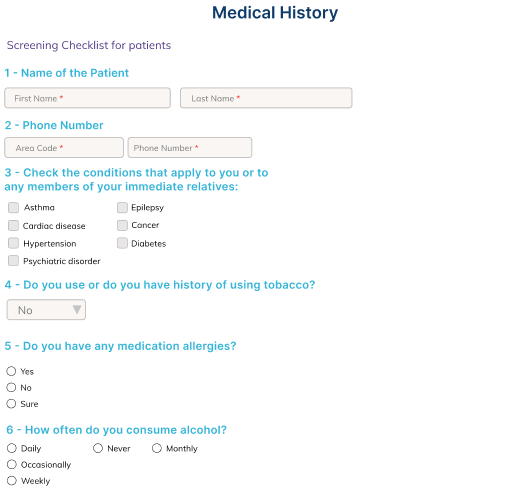 Medical History
Screening Checklist for patients
1 - Name of the Patient
First Name * Last Name *
2 - Phone Number
Area Code * Phone Number *
3 - Check the conditions that apply to you or to
any members of your immediate relatives:
Asthma Epilepsy
Cardiac disease Cancer
Hypertension Diabetes
Psychiatric disorder
4 - Do you use or do you have history of using tobacco?
No
5 - Do you have any medication allergies?
Yes
No
Sure
6 - How often do you consume alcohol?
Daily Never Monthly
Occasionally
Weekly